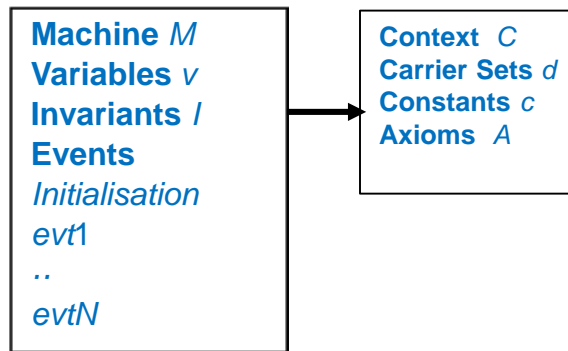 Machine M
Variables v
Invariants I
Events
Initialisation
evt1
..
evtN
Context C
Carrier Sets d
Constants c
Axioms A